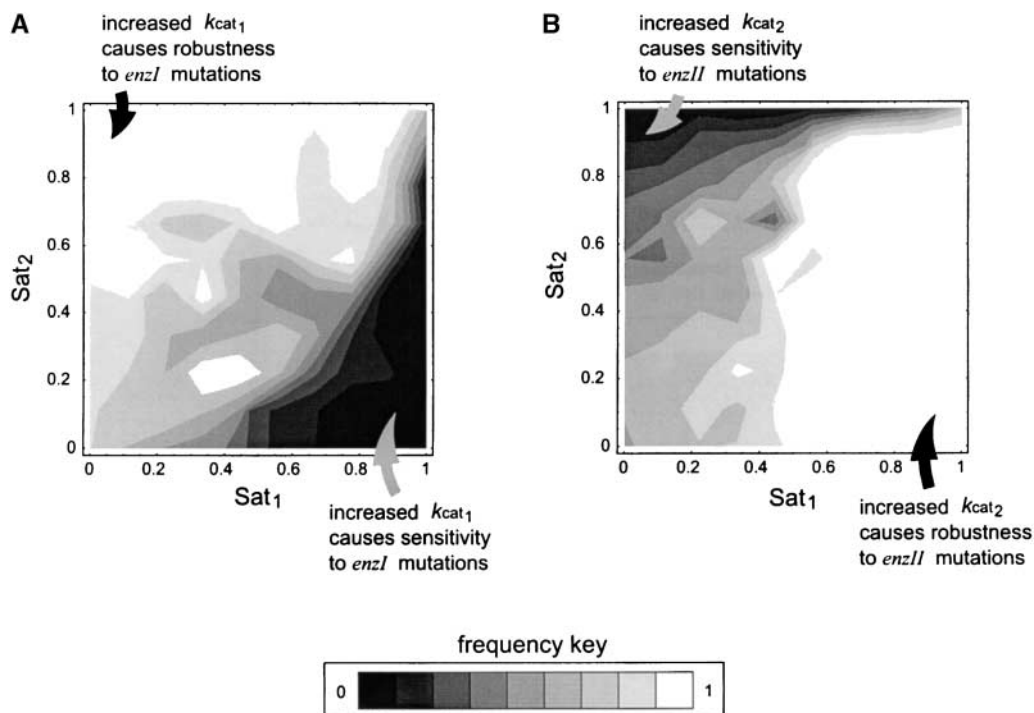 A
increased kcat1
causes robustness
to enzI mutations
1
0.8
0.6
0.4
0.2
0
Sat2
0
0.2
0.4
0.6
0.8
1
Sat1
increased kcat1
causes sensitivity
to enzI mutations
B
increased kcat2
causes sensitivity
to enzII mutations
1
0.8
0.6
0.4
0.2
0
Sat2
0
0.2
0.4
0.6
0.8
1
Sat1
increased kcat2
causes robustness
to enzII mutations
frequency key
0
1